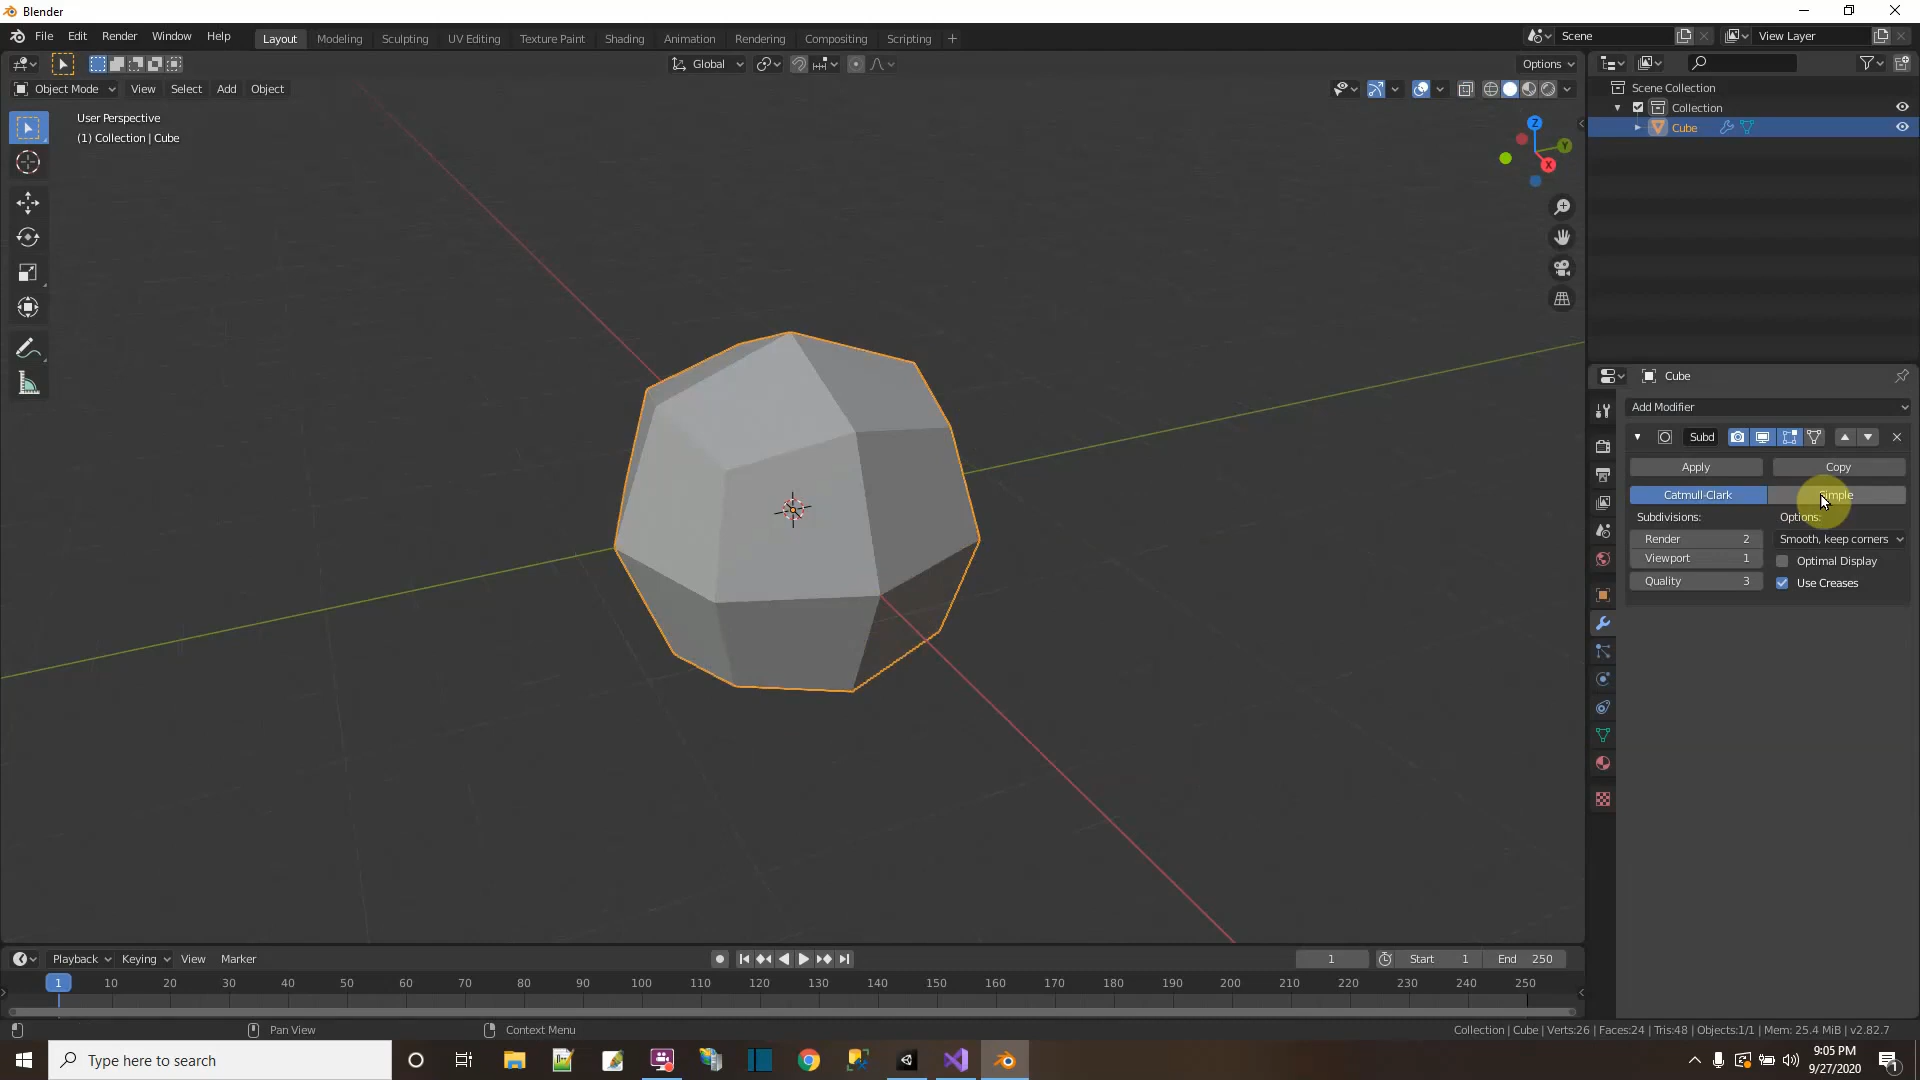 Blender
File Edit Render Window Help
Layout Modeling Sculpting UV Editing Texture Paint Shading Animation Rendering Compositing Scripting +
Scene
View Layer
Global
Options
Object Mode View Select Add Object
User Perspective
(1) Collection | Cube
Z
Y
X
Scene Collection
Collection
Cube
Cube
Add Modifier
Subd
Apply Copy
Catmull-Clark Simple
Subdivisions: Options:
Render 2 Smooth, keep corners
Viewport 1 Optimal Display
Quality 3 Use Creases
Playback Keying View Marker
1 Start 1 End 250
1 10 20 30 40 50 60 70 80 90 100 110 120 130 140 150 160 170 180 190 200 210 220 230 240 250
Pan View Context Menu
Collection | Cube | Verts:26 | Faces:24 | Tris:48 | Objects:1/1 | Mem: 25.4 MiB | v2.82.7
Type here to search
9:05 PM
9/27/2020
1